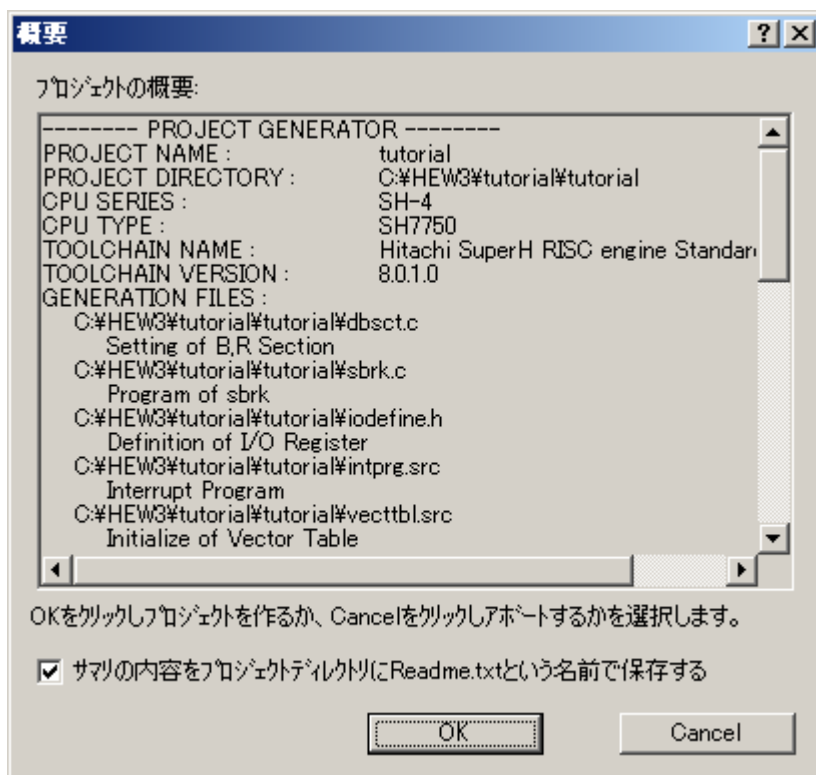 概要
プロジェクトの概要:
-------- PROJECT GENERATOR --------
PROJECT NAME : tutorial
PROJECT DIRECTORY : C:¥HEW3¥tutorial¥tutorial
CPU SERIES : SH-4
CPU TYPE : SH7750
TOOLCHAIN NAME : Hitachi SuperH RISC engine Standar
TOOLCHAIN VERSION : 8.0.1.0
GENERATION FILES :
C:¥HEW3¥tutorial¥tutorial¥dbsct.c
Setting of B,R Section
C:¥HEW3¥tutorial¥tutorial¥sbrk.c
Program of sbrk
C:¥HEW3¥tutorial¥tutorial¥iodefine.h
Definition of I/O Register
C:¥HEW3¥tutorial¥tutorial¥intprg.src
Interrupt Program
C:¥HEW3¥tutorial¥tutorial¥vecttbl.src
Initialize of Vector Table
OKをクリックしプロジェクトを作るか、Cancelをクリックしアボートするかを選択します。
サマリの内容をプロジェクトディレクトリにReadme.txtという名前で保存する
OK
Cancel